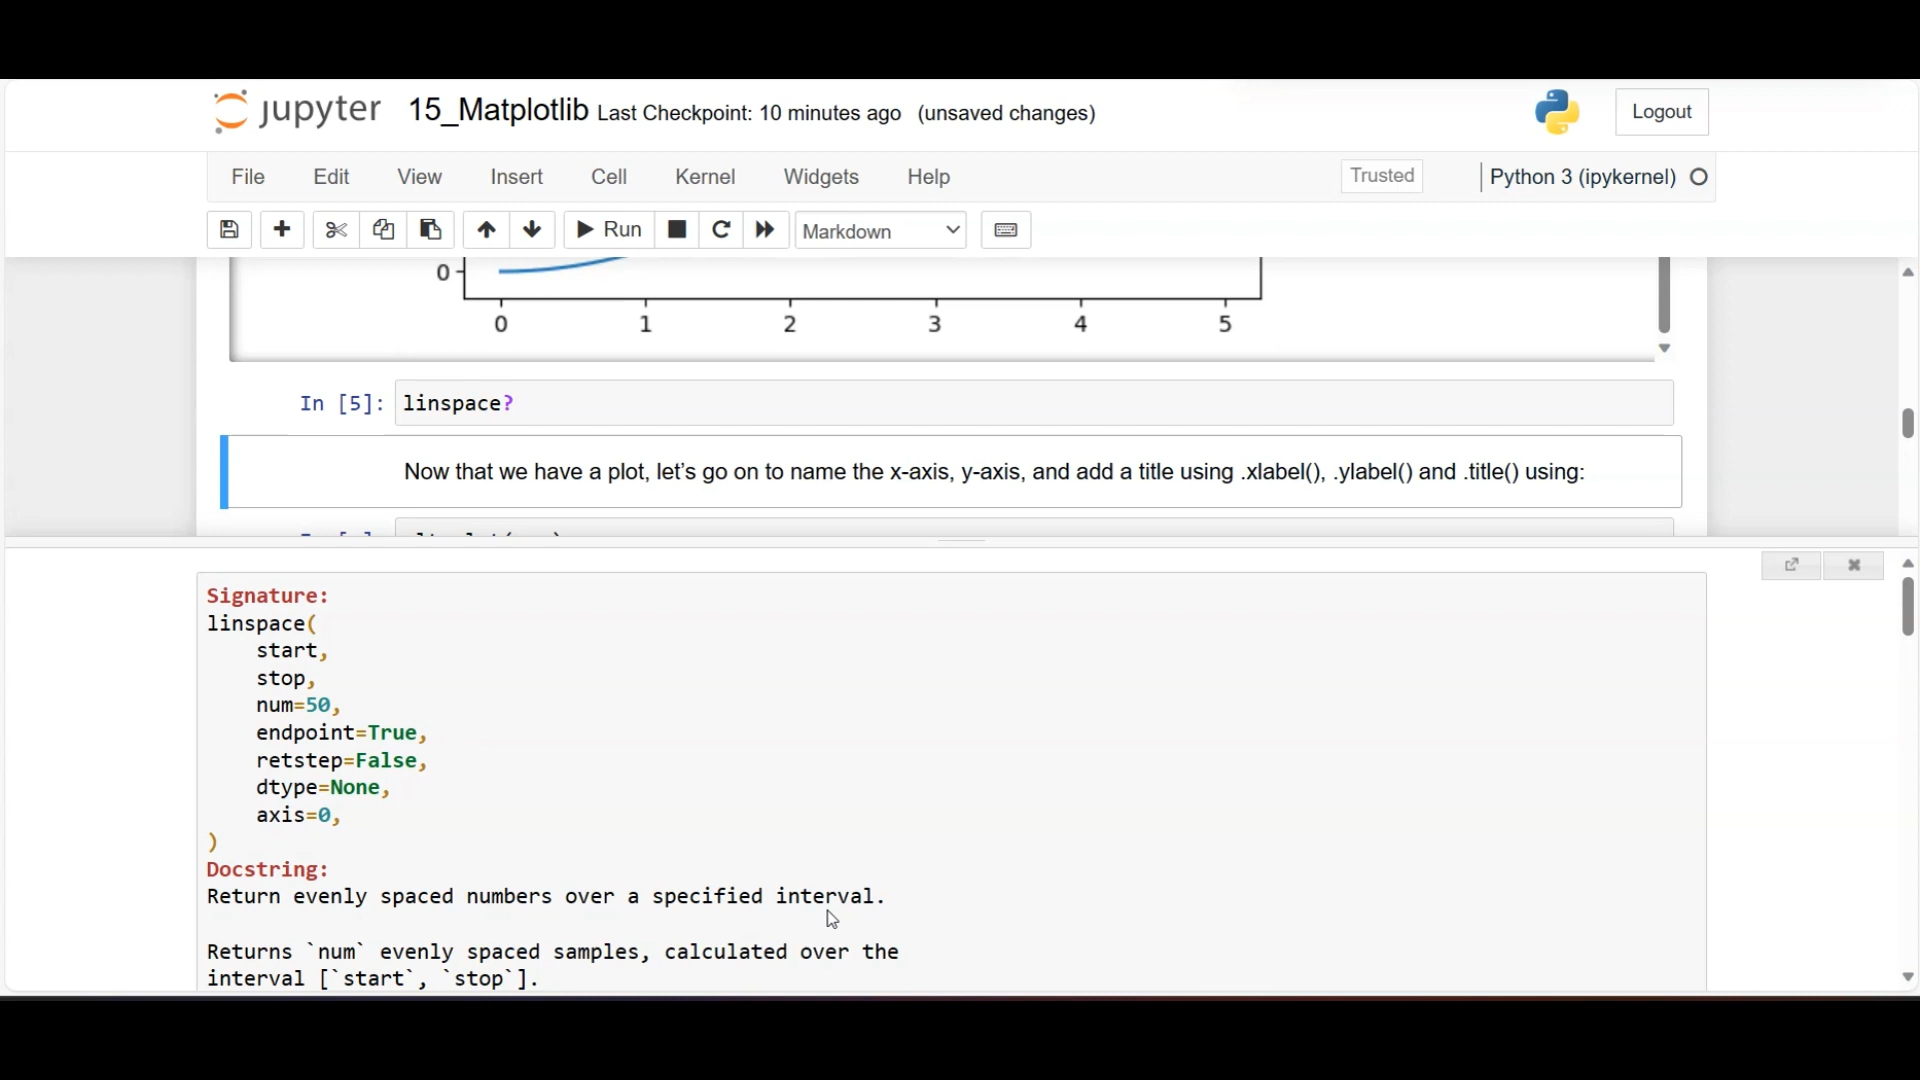 jupyter 15_Matplotlib Last Checkpoint: 10 minutes ago (unsaved changes) Logout
File Edit View Insert Cell Kernel Widgets Help Trusted Python 3 (ipykernel)
Run Markdown
0
0 1 2 3 4 5
In [5]: linspace?
Now that we have a plot, let’s go on to name the x-axis, y-axis, and add a title using .xlabel(), .ylabel() and .title() using:
Signature:
linspace(
    start,
    stop,
    num=50,
    endpoint=True,
    retstep=False,
    dtype=None,
    axis=0,
)
Docstring:
Return evenly spaced numbers over a specified interval.
Returns `num` evenly spaced samples, calculated over the
interval [`start`, `stop`].